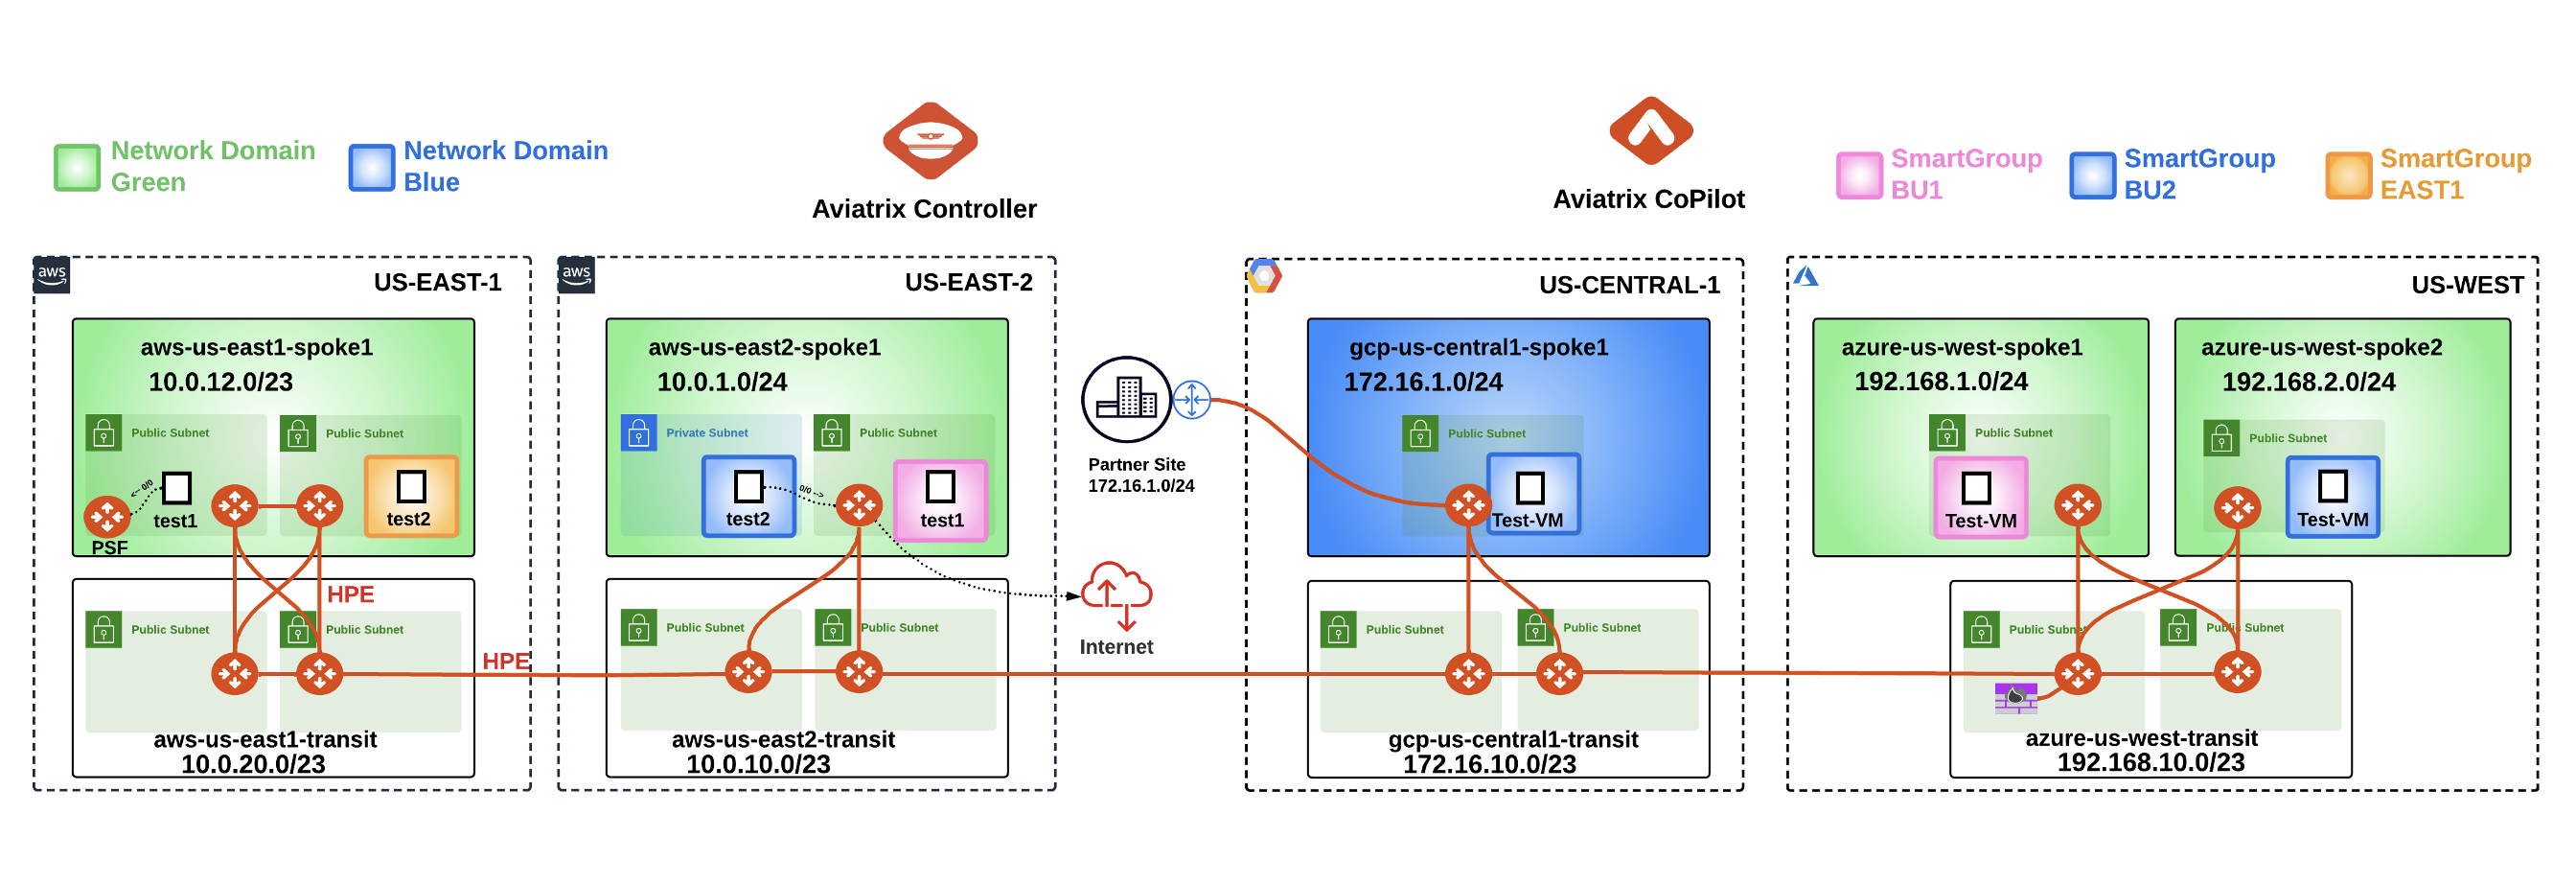 Network Domain
Green
Network Domain
Blue
Aviatrix Controller
Aviatrix CoPilot
SmartGroup
BU1
SmartGroup
BU2
SmartGroup
EAST1
aws
US-EAST-1
aws-us-east1-spoke1
10.0.12.0/23
Public Subnet
Public Subnet
<-- 0/0
test1
test2
PSF
HPE
Public Subnet
Public Subnet
HPE
aws-us-east1-transit
10.0.20.0/23
aws
US-EAST-2
aws-us-east2-spoke1
10.0.1.0/24
Private Subnet
Public Subnet
0/0 -->
test2
test1
Public Subnet
Public Subnet
aws-us-east2-transit
10.0.10.0/23
Partner Site
172.16.1.0/24
Internet
US-CENTRAL-1
gcp-us-central1-spoke1
172.16.1.0/24
Public Subnet
Test-VM
Public Subnet
Public Subnet
gcp-us-central1-transit
172.16.10.0/23
US-WEST
azure-us-west-spoke1
192.168.1.0/24
Public Subnet
Test-VM
azure-us-west-spoke2
192.168.2.0/24
Public Subnet
Test-VM
Public Subnet
Public Subnet
azure-us-west-transit
192.168.10.0/23